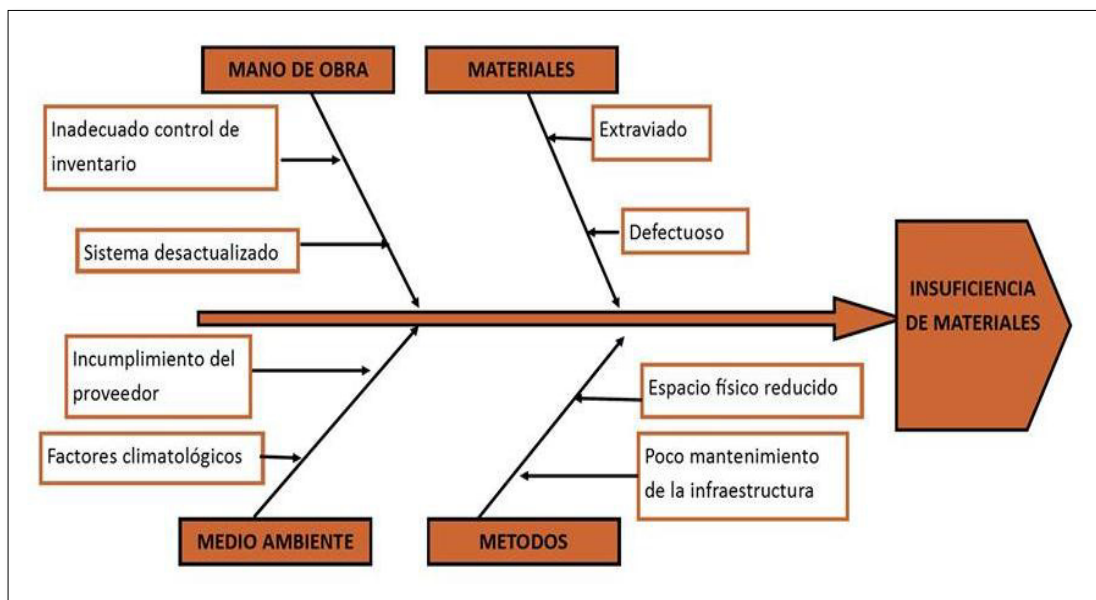 MANO DE OBRA
MATERIALES
Inadecuado control de
inventario
Extraviado
Sistema desactualizado
Defectuoso
INSUFICIENCIA
DE MATERIALES
Incumplimiento del
proveedor
Espacio físico reducido
Factores climatológicos
Poco mantenimiento
de la infraestructura
MEDIO AMBIENTE
METODOS